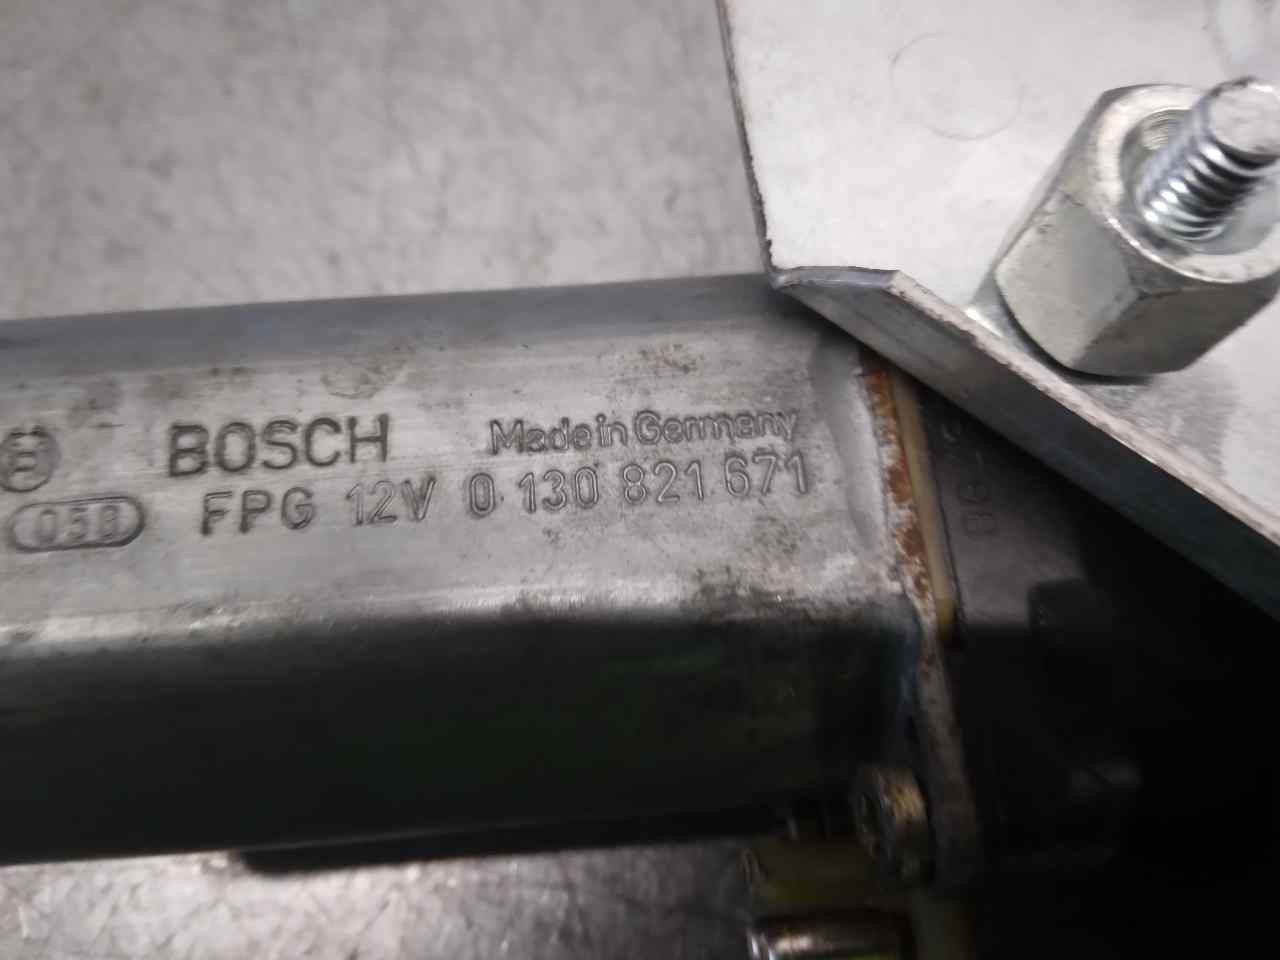 BOSCH Made in Germany
058 FPG 12V 0 130 821 671